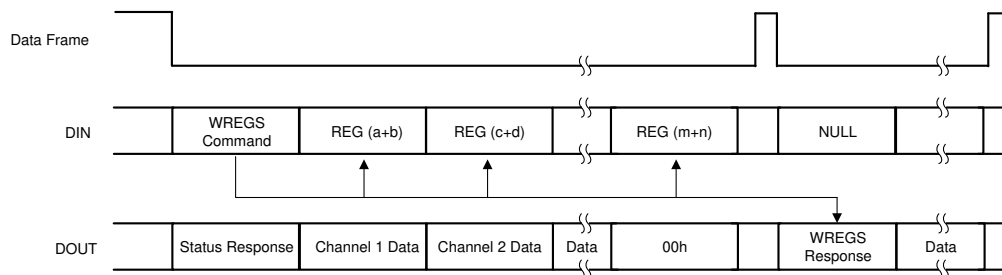 Data Frame
DIN
WREGS
Command
REG (a+b)
REG (c+d)
REG (m+n)
NULL
DOUT
Status Response
Channel 1 Data
Channel 2 Data
Data
00h
WREGS
Response
Data